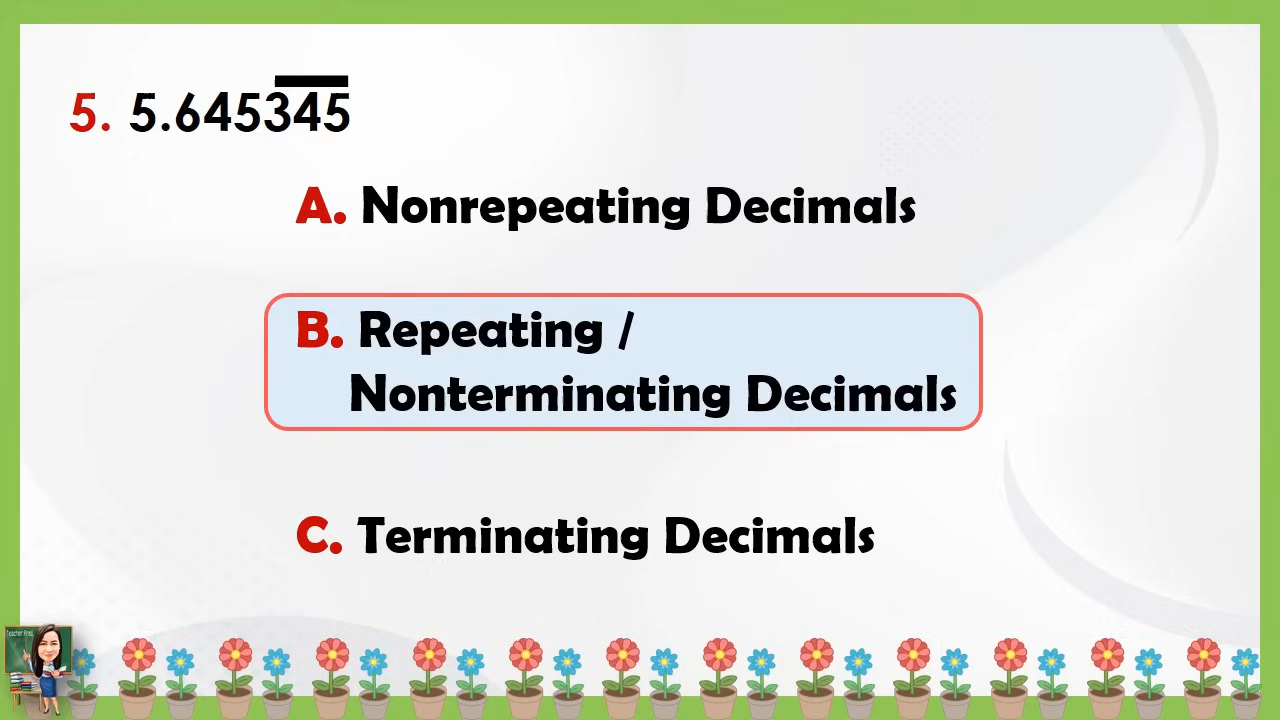 5. 5.645345
A. Nonrepeating Decimals
B. Repeating /
Nonterminating Decimals
C. Terminating Decimals